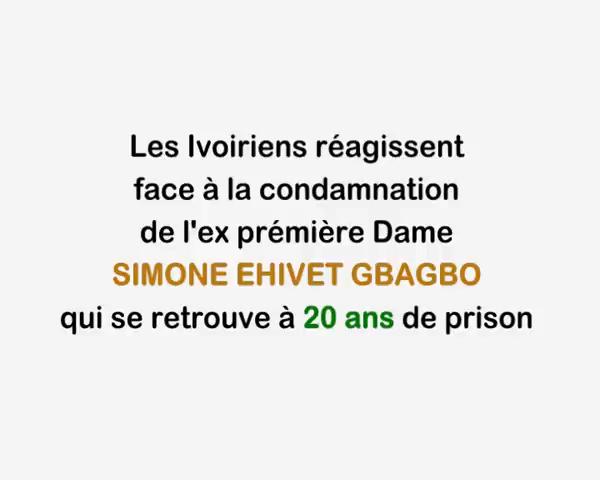 Les Ivoiriens réagissent
face à la condamnation
de l'ex prémière Dame
SIMONE EHIVET GBAGBO
qui se retrouve à 20 ans de prison